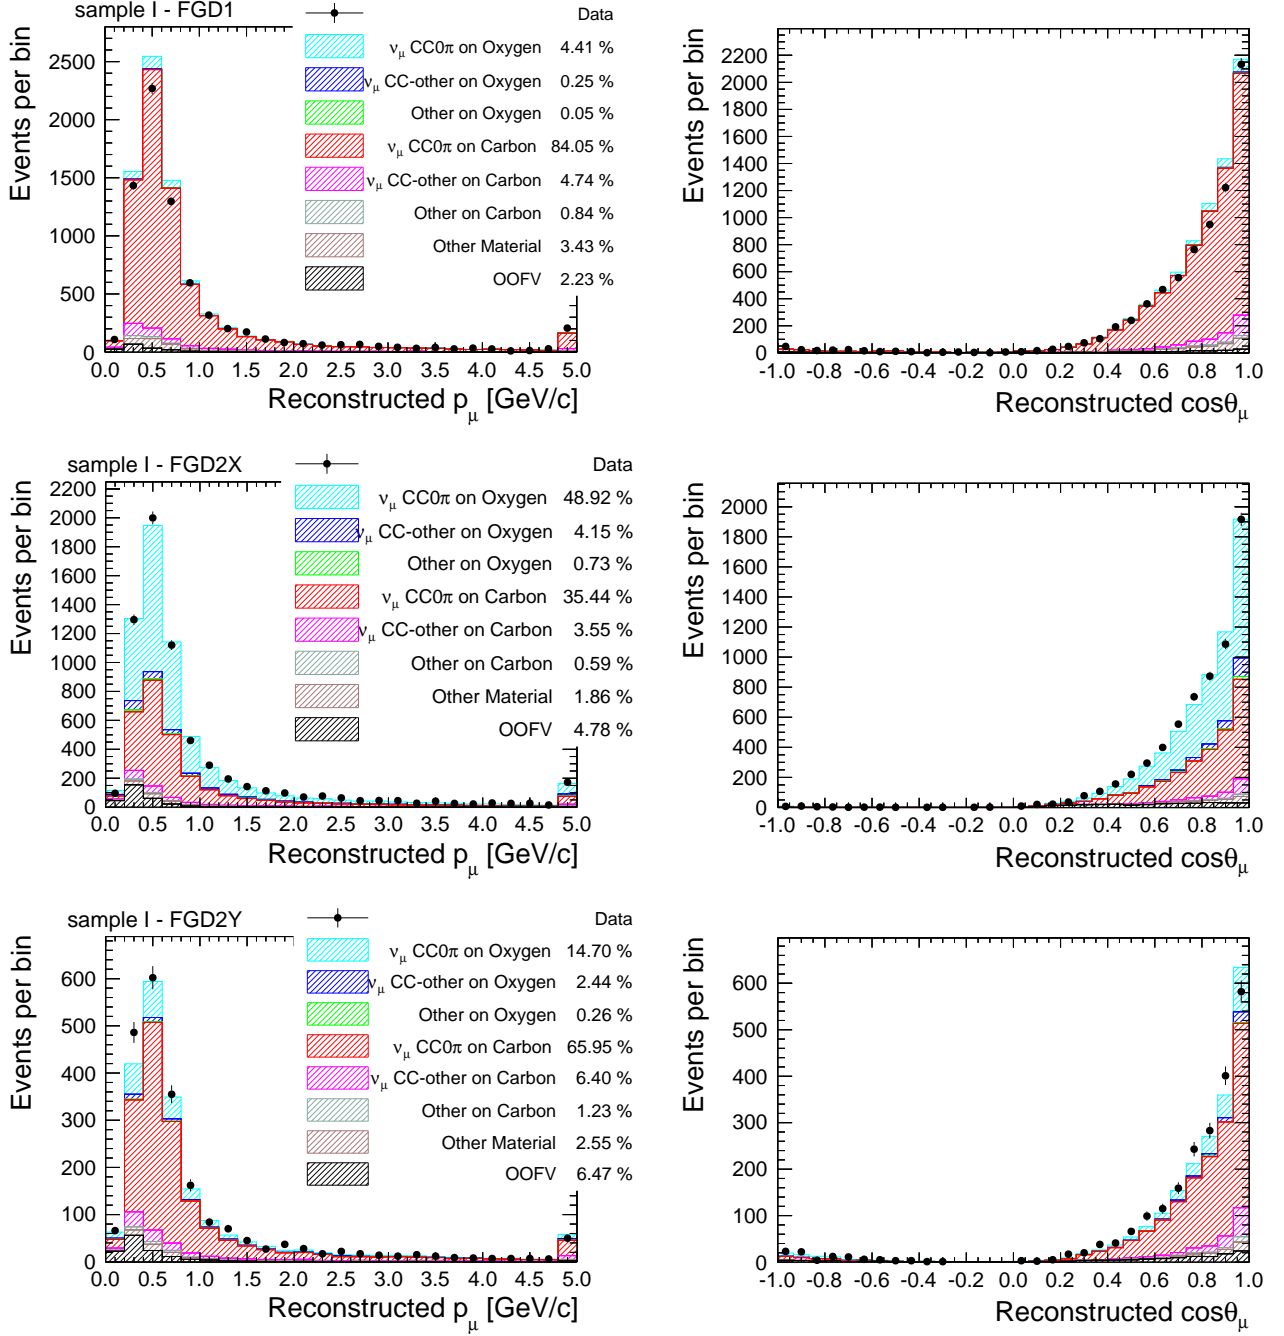 sample I - FGD1
Data
νμ CC0π on Oxygen 4.41 %
νμ CC-other on Oxygen 0.25 %
Other on Oxygen 0.05 %
νμ CC0π on Carbon 84.05 %
νμ CC-other on Carbon 4.74 %
Other on Carbon 0.84 %
Other Material 3.43 %
OOFV 2.23 %
Events per bin
2500
2000
1500
1000
500
0
0.0 0.5 1.0 1.5 2.0 2.5 3.0 3.5 4.0 4.5 5.0
Reconstructed pμ [GeV/c]
Events per bin
2200
2000
1800
1600
1400
1200
1000
800
600
400
200
0
-1.0 -0.8 -0.6 -0.4 -0.2 0.0 0.2 0.4 0.6 0.8 1.0
Reconstructed cosθμ
sample I - FGD2X
Data
νμ CC0π on Oxygen 48.92 %
νμ CC-other on Oxygen 4.15 %
Other on Oxygen 0.73 %
νμ CC0π on Carbon 35.44 %
νμ CC-other on Carbon 3.55 %
Other on Carbon 0.59 %
Other Material 1.86 %
OOFV 4.78 %
Events per bin
2200
2000
1800
1600
1400
1200
1000
800
600
400
200
0
0.0 0.5 1.0 1.5 2.0 2.5 3.0 3.5 4.0 4.5 5.0
Reconstructed pμ [GeV/c]
Events per bin
2000
1800
1600
1400
1200
1000
800
600
400
200
0
-1.0 -0.8 -0.6 -0.4 -0.2 0.0 0.2 0.4 0.6 0.8 1.0
Reconstructed cosθμ
sample I - FGD2Y
Data
νμ CC0π on Oxygen 14.70 %
νμ CC-other on Oxygen 2.44 %
Other on Oxygen 0.26 %
νμ CC0π on Carbon 65.95 %
νμ CC-other on Carbon 6.40 %
Other on Carbon 1.23 %
Other Material 2.55 %
OOFV 6.47 %
Events per bin
600
500
400
300
200
100
0
0.0 0.5 1.0 1.5 2.0 2.5 3.0 3.5 4.0 4.5 5.0
Reconstructed pμ [GeV/c]
Events per bin
600
500
400
300
200
100
0
-1.0 -0.8 -0.6 -0.4 -0.2 0.0 0.2 0.4 0.6 0.8 1.0
Reconstructed cosθμ